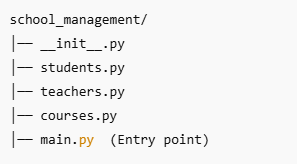 school_management/
│── __init__.py
│── students.py
│── teachers.py
│── courses.py
│── main.py  (Entry point)